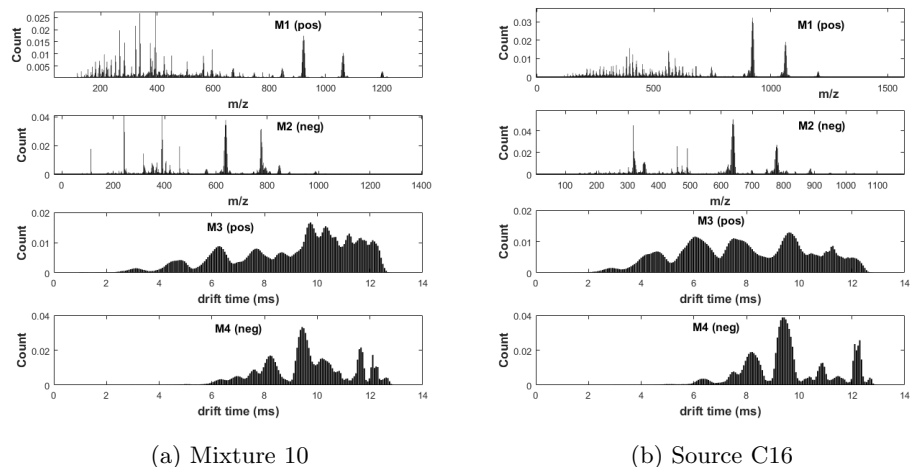 M1 (pos)
Count
0.025
0.02
0.015
0.01
0.005
200 400 600 800 1000 1200
m/z
M2 (neg)
Count
0.04
0.02
0
0 200 400 600 800 1000 1200 1400
m/z
M3 (pos)
Count
0.02
0.01
0
0 2 4 6 8 10 12 14
drift time (ms)
M4 (neg)
Count
0.04
0.02
0
0 2 4 6 8 10 12 14
drift time (ms)
(a) Mixture 10
M1 (pos)
Count
0.03
0.02
0.01
0
0 500 1000 1500
m/z
M2 (neg)
Count
0.04
0.02
0
100 200 300 400 500 600 700 800 900 1000 1100
m/z
M3 (pos)
Count
0.02
0.01
0
0 2 4 6 8 10 12 14
drift time (ms)
M4 (neg)
Count
0.04
0.02
0
0 2 4 6 8 10 12 14
drift time (ms)
(b) Source C16